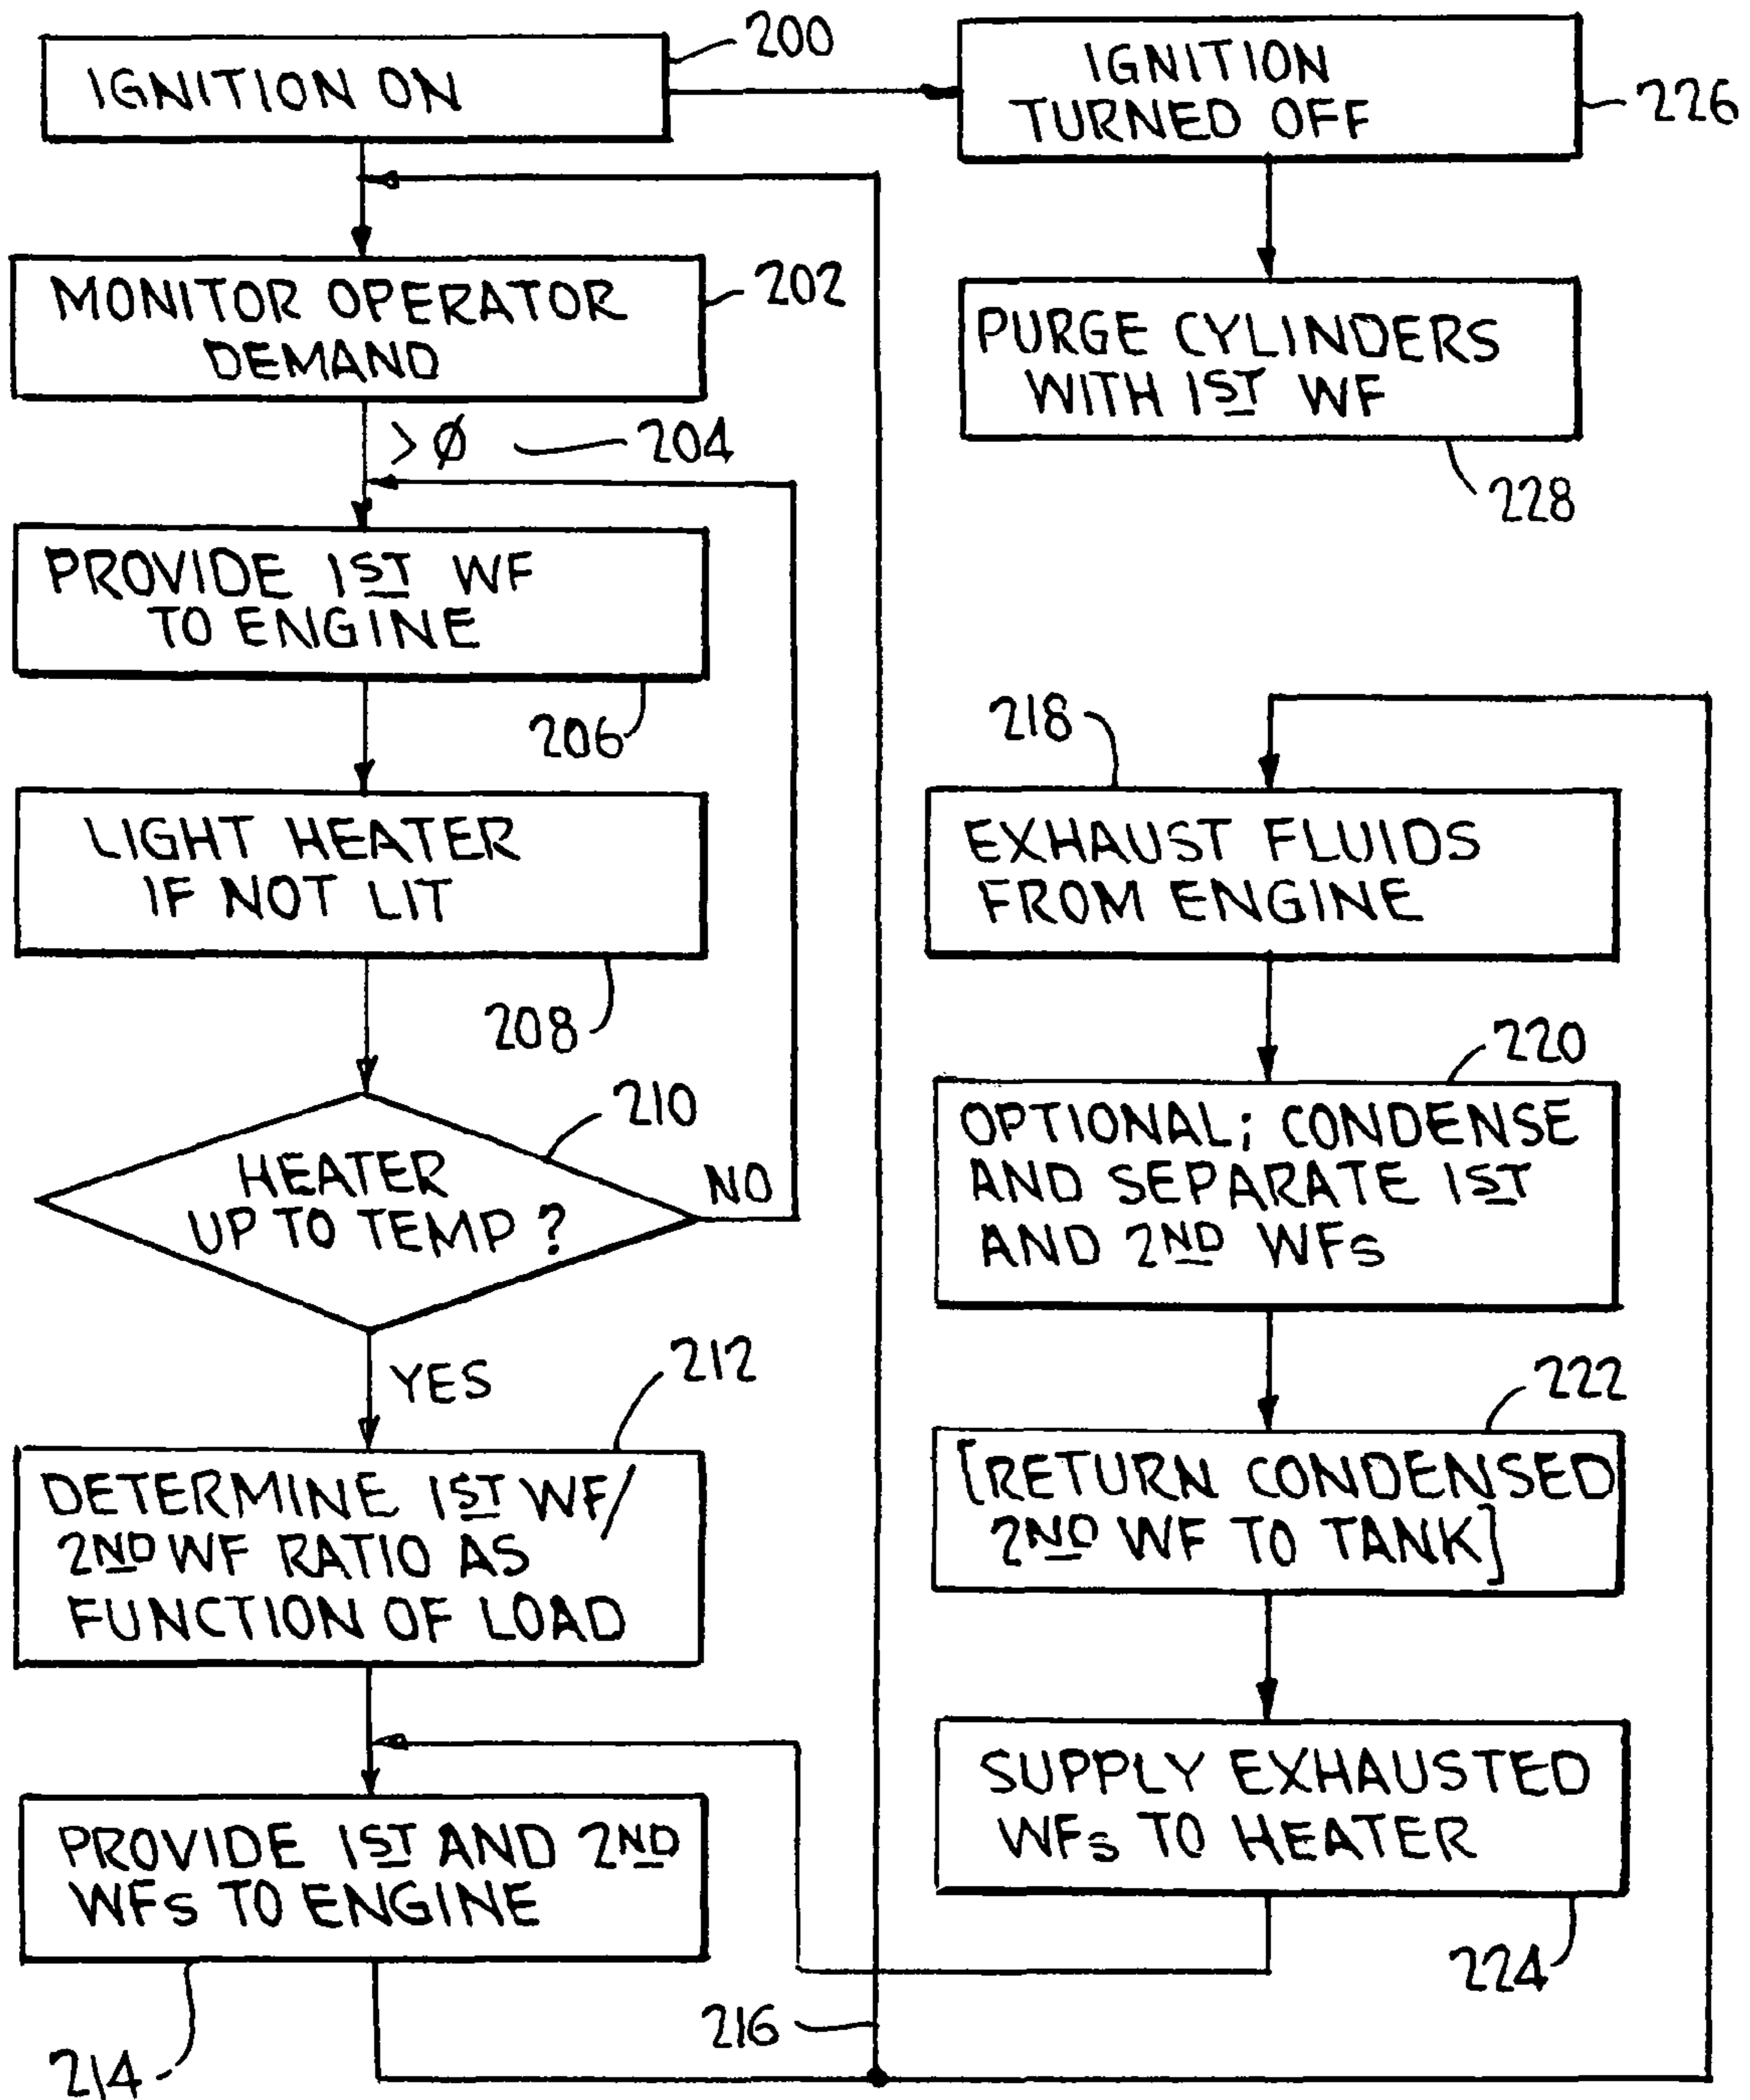 IGNITION ON
200
MONITOR OPERATOR
DEMAND
202
>Ø
204
PROVIDE 1ST WF
TO ENGINE
206
LIGHT HEATER
IF NOT LIT
208
HEATER
UP TO TEMP?
210
NO
YES
DETERMINE 1ST WF/
2ND WF RATIO AS
FUNCTION OF LOAD
212
PROVIDE 1ST AND 2ND
WFs TO ENGINE
214
216
IGNITION
TURNED OFF
226
PURGE CYLINDERS
WITH 1ST WF
228
218
EXHAUST FLUIDS
FROM ENGINE
220
OPTIONAL; CONDENSE
AND SEPARATE 1ST
AND 2ND WFs
222
[RETURN CONDENSED
2ND WF TO TANK]
SUPPLY EXHAUSTED
WFs TO HEATER
224